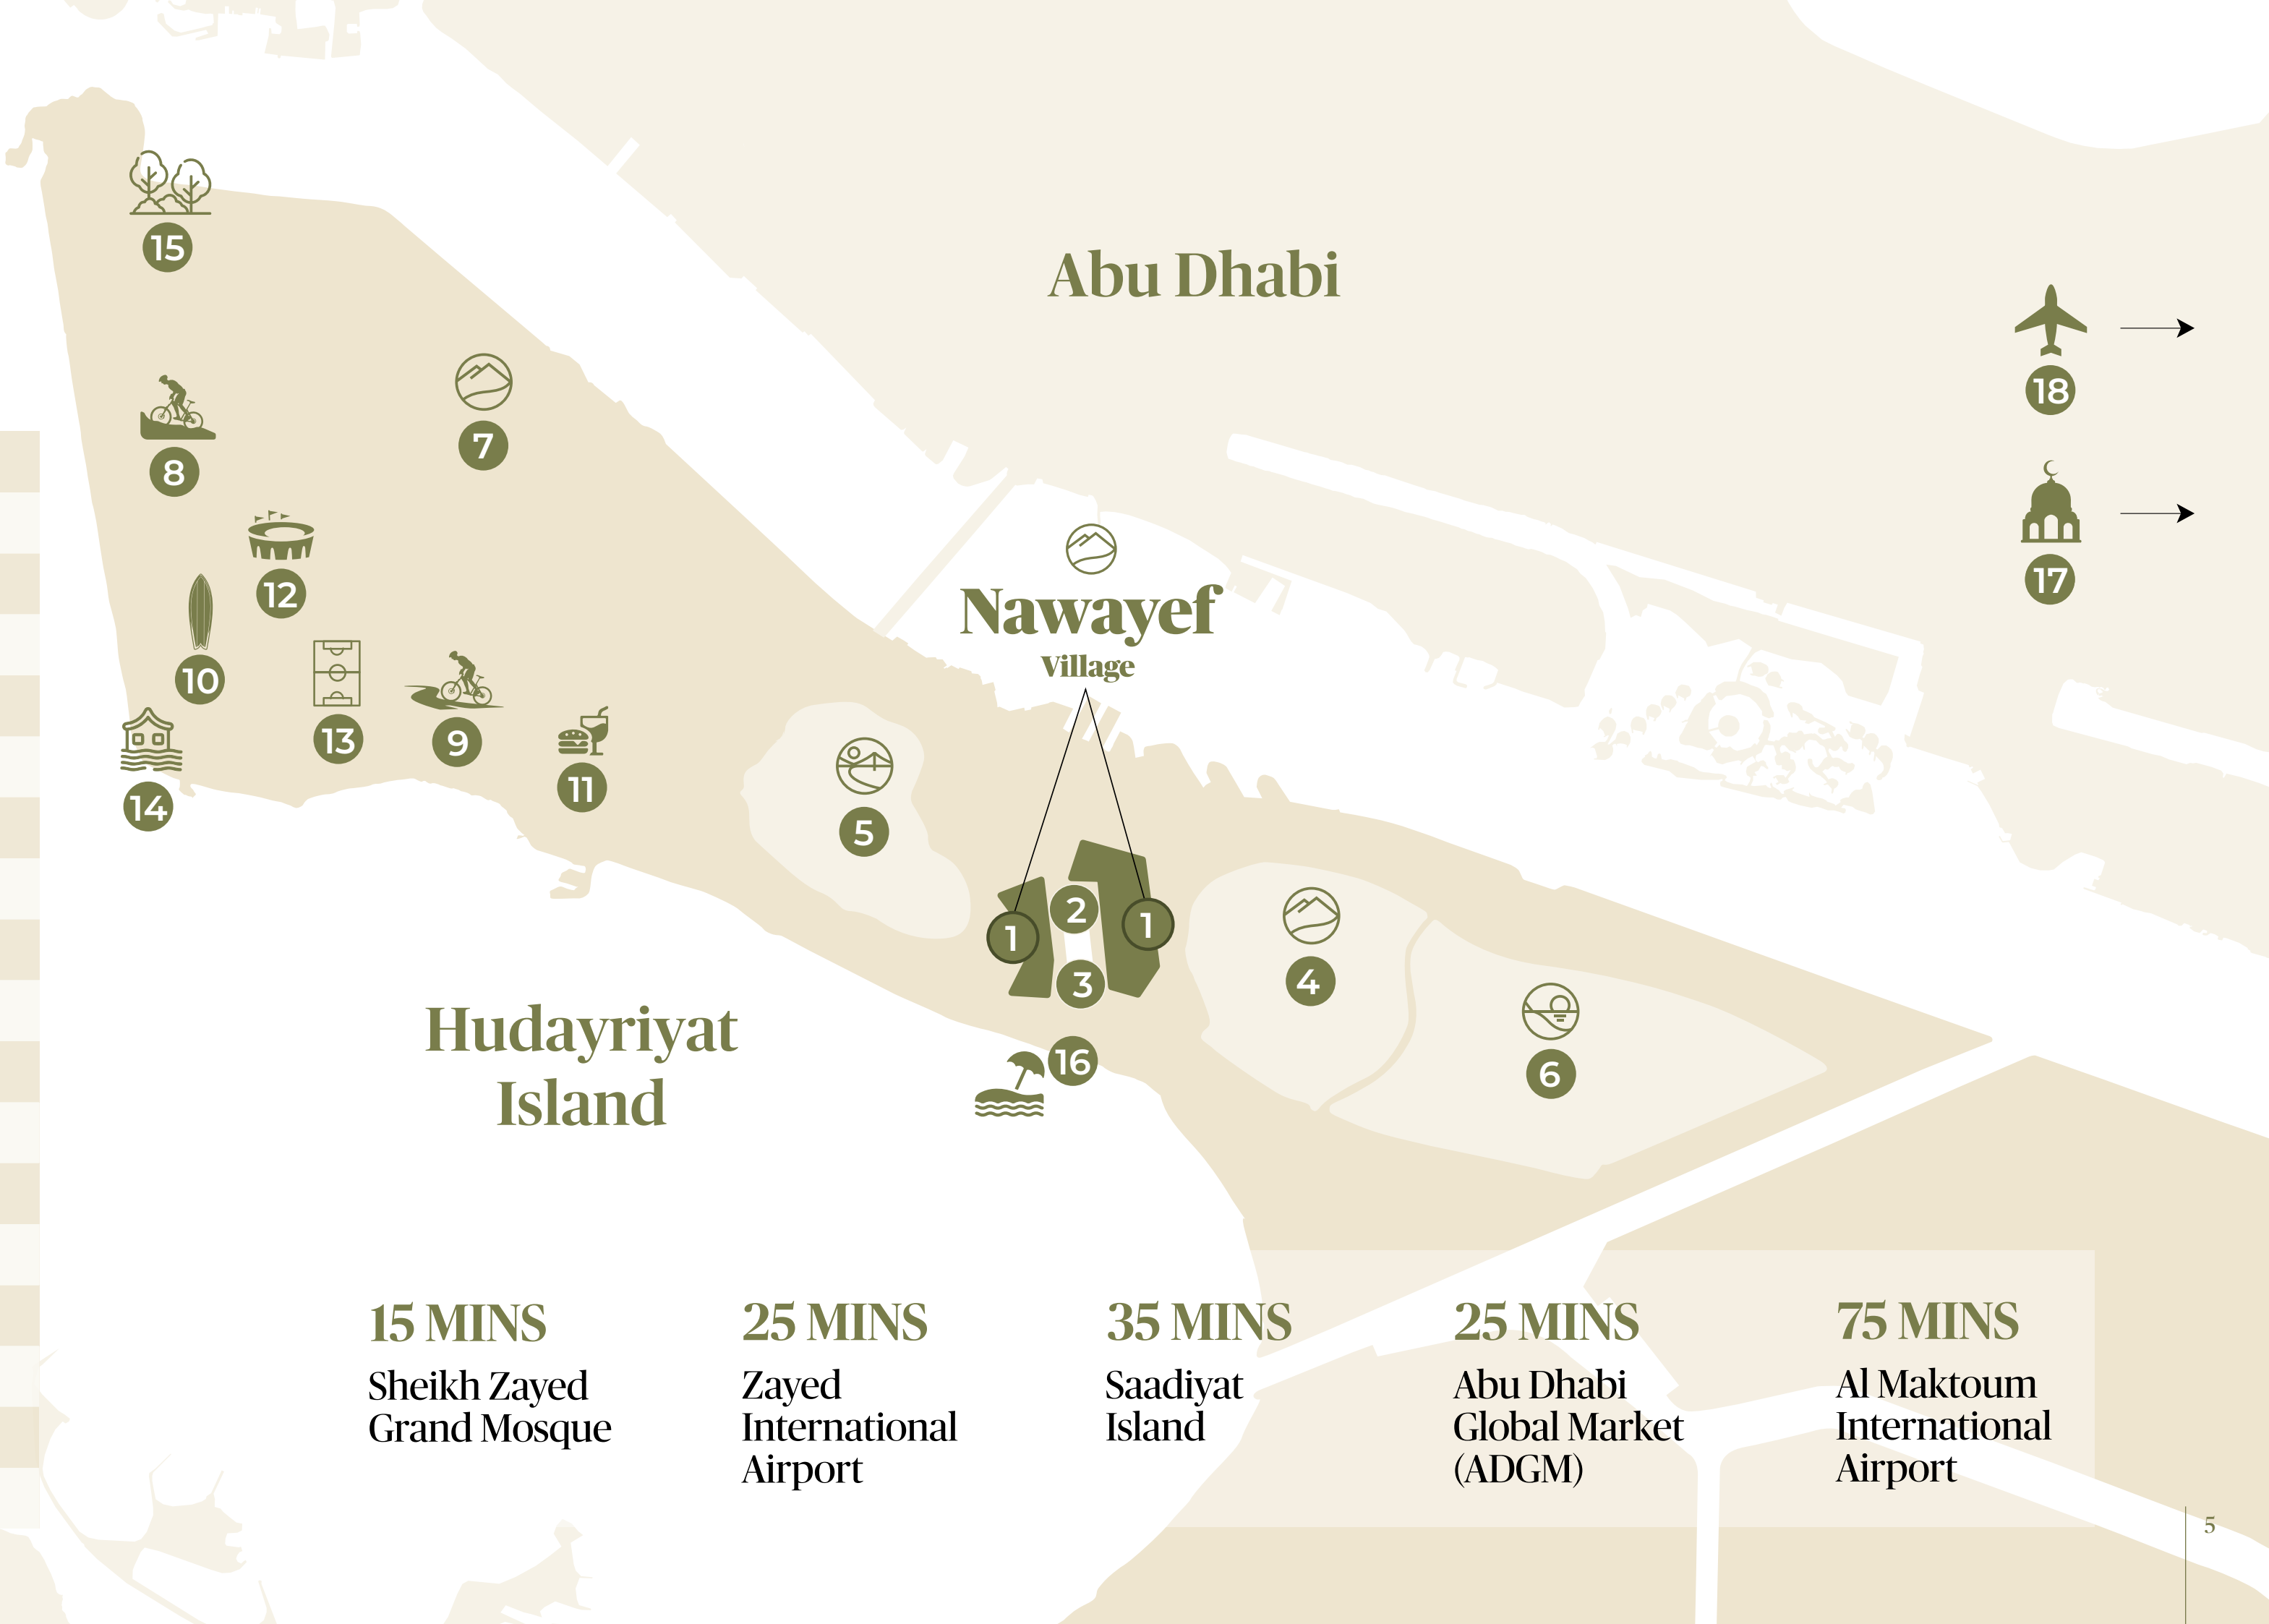 Abu Dhabi
15
18
7
8
17
12
Nawayef
Village
10
13
9
11
14
5
2
1
1
3
4
Hudayriyat
Island
16
6
15 MINS
Sheikh Zayed
Grand Mosque
25 MINS
Zayed
International
Airport
35 MINS
Saadiyat
Island
25 MINS
Abu Dhabi
Global Market
(ADGM)
75 MINS
Al Maktoum
International
Airport
5